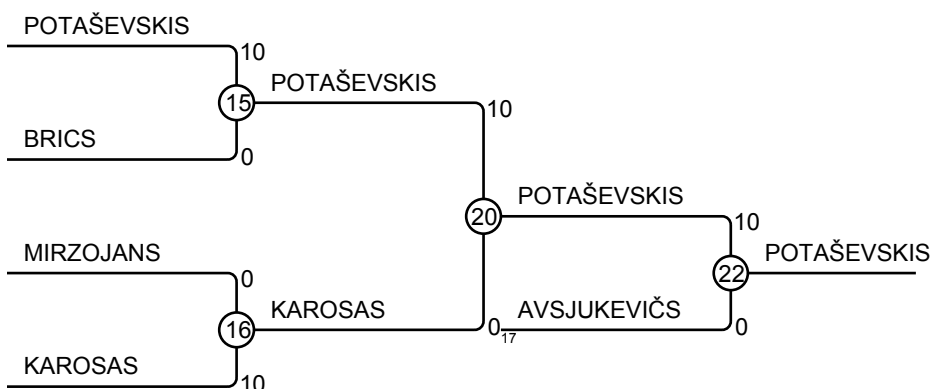 POTAŠEVSKIS
10
15
POTAŠEVSKIS
10
BRICS
0
20
POTAŠEVSKIS
10
MIRZOJANS
0
22
POTAŠEVSKIS
16
KAROSAS
0
17
AVSJUKEVIČS
0
KAROSAS
10